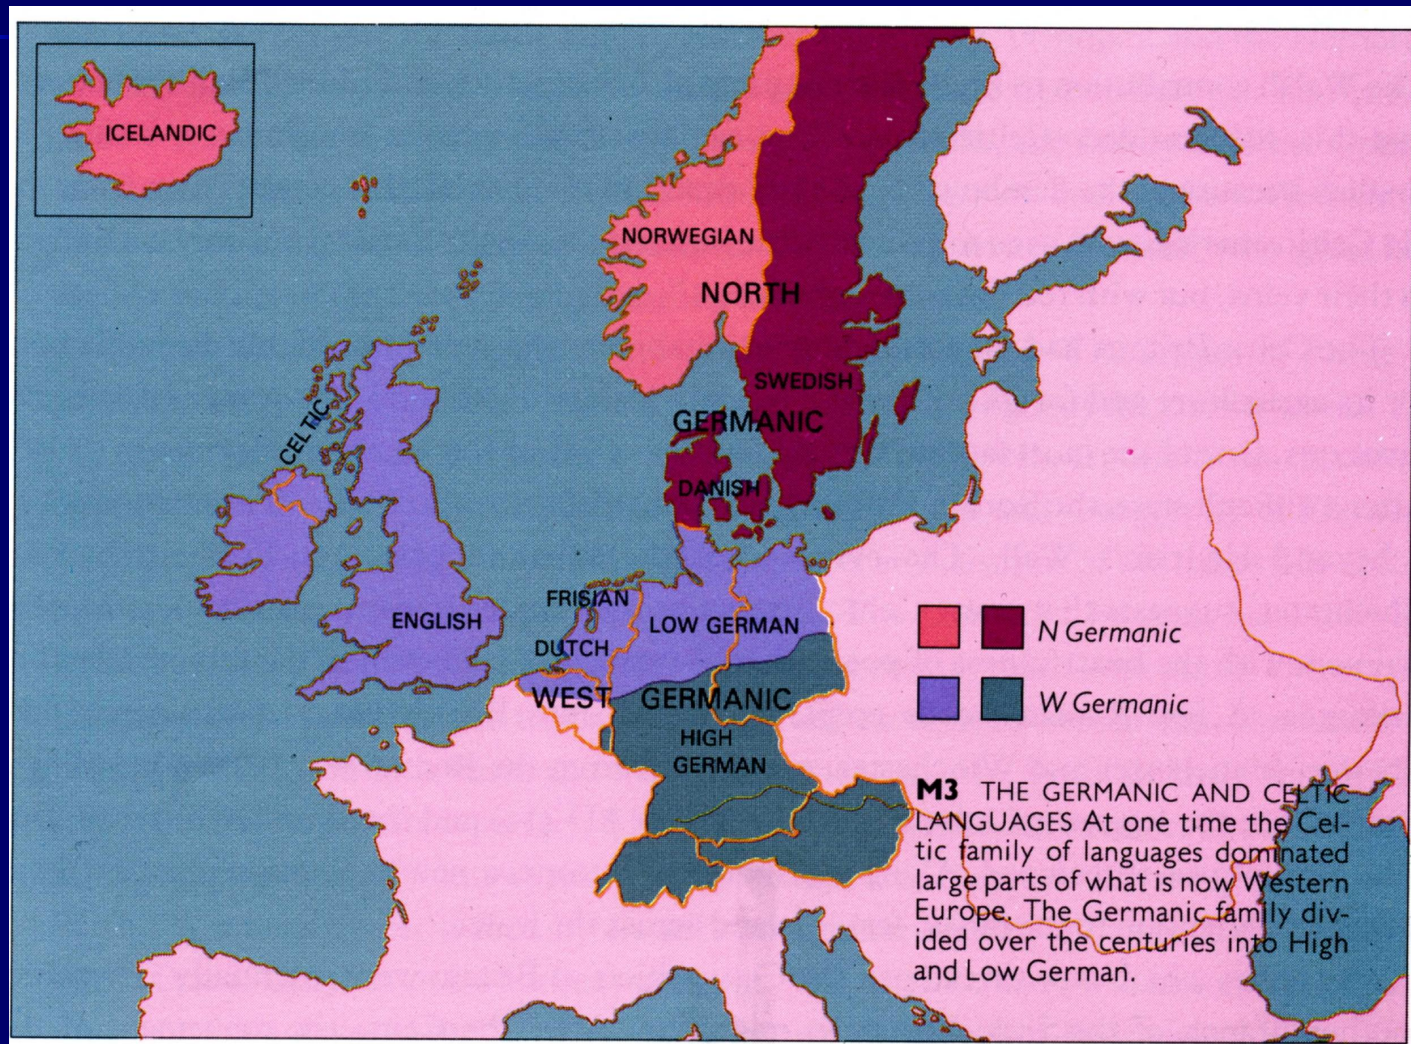 ICELANDIC
NORWEGIAN
NORTH
SWEDISH
GERMANIC
CELTIC
DANISH
FRISIAN
ENGLISH
LOW GERMAN
DUTCH
WEST GERMANIC
HIGH
GERMAN
N Germanic
W Germanic
M3 THE GERMANIC AND CELTIC
LANGUAGES At one time the Cel-
tic family of languages dominated
large parts of what is now Western
Europe. The Germanic family div-
ided over the centuries into High
and Low German.